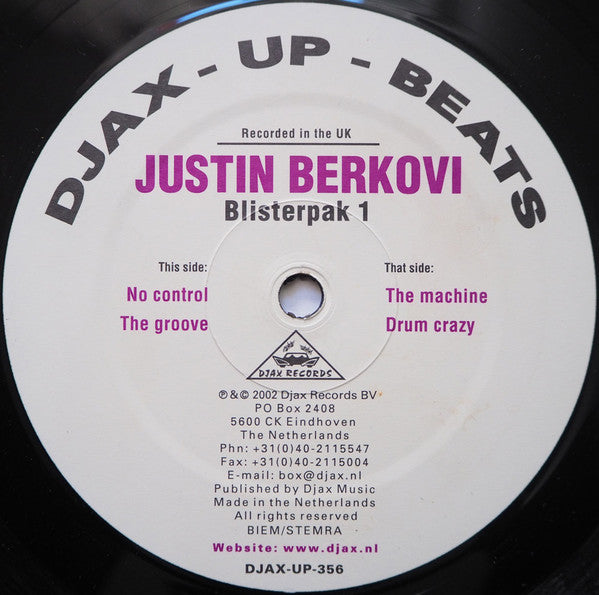 DJAX - UP - BEATS
Recorded in the UK
JUSTIN BERKOVI
Blisterpak 1
This side:
No control
The groove
That side:
The machine
Drum crazy
DJAX RECORDS
℗ & © 2002 Djax Records BV
PO Box 2408
5600 CK Eindhoven
The Netherlands
Phn: +31(0)40-2115547
Fax: +31(0)40-2115004
E-mail: box@djax.nl
Published by Djax Music
Made in the Netherlands
All rights reserved
BIEM/STEMRA
Website: www.djax.nl
DJAX-UP-356